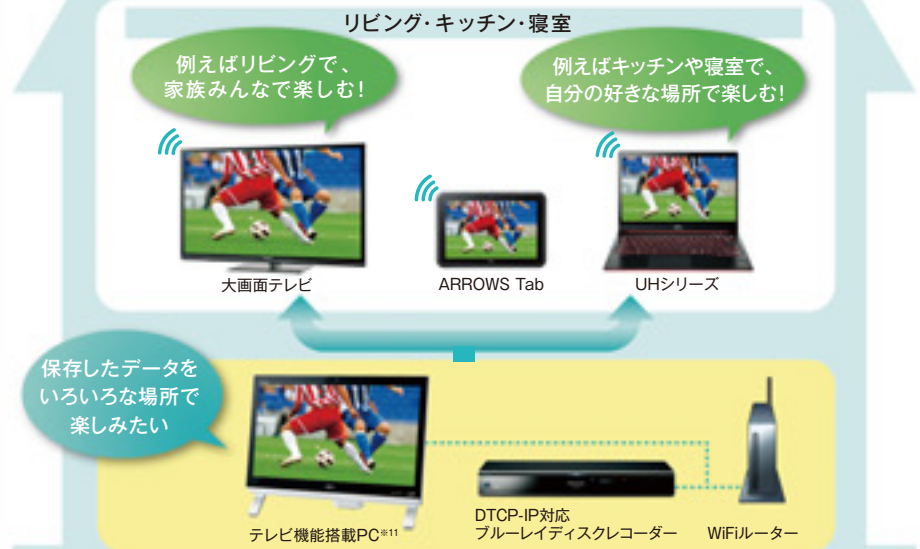 リビング・キッチン・寝室
例えばリビングで、
家族みんなで楽しむ!
例えばキッチンや寝室で、
自分の好きな場所で楽しむ!
大画面テレビ
ARROWS Tab
UHシリーズ
保存したデータを
いろいろな場所で
楽しみたい
テレビ機能搭載PC※11
DTCP-IP対応
ブルーレイディスクレコーダー
WiFiルーター